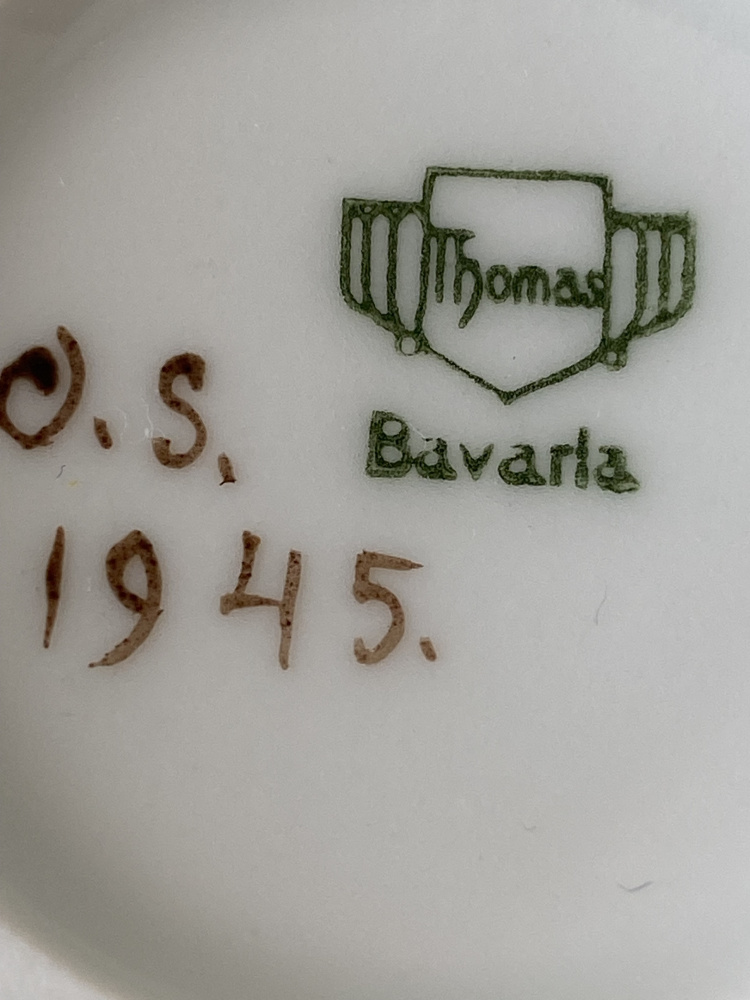 Thomas
Bavaria
O.S.
1945.